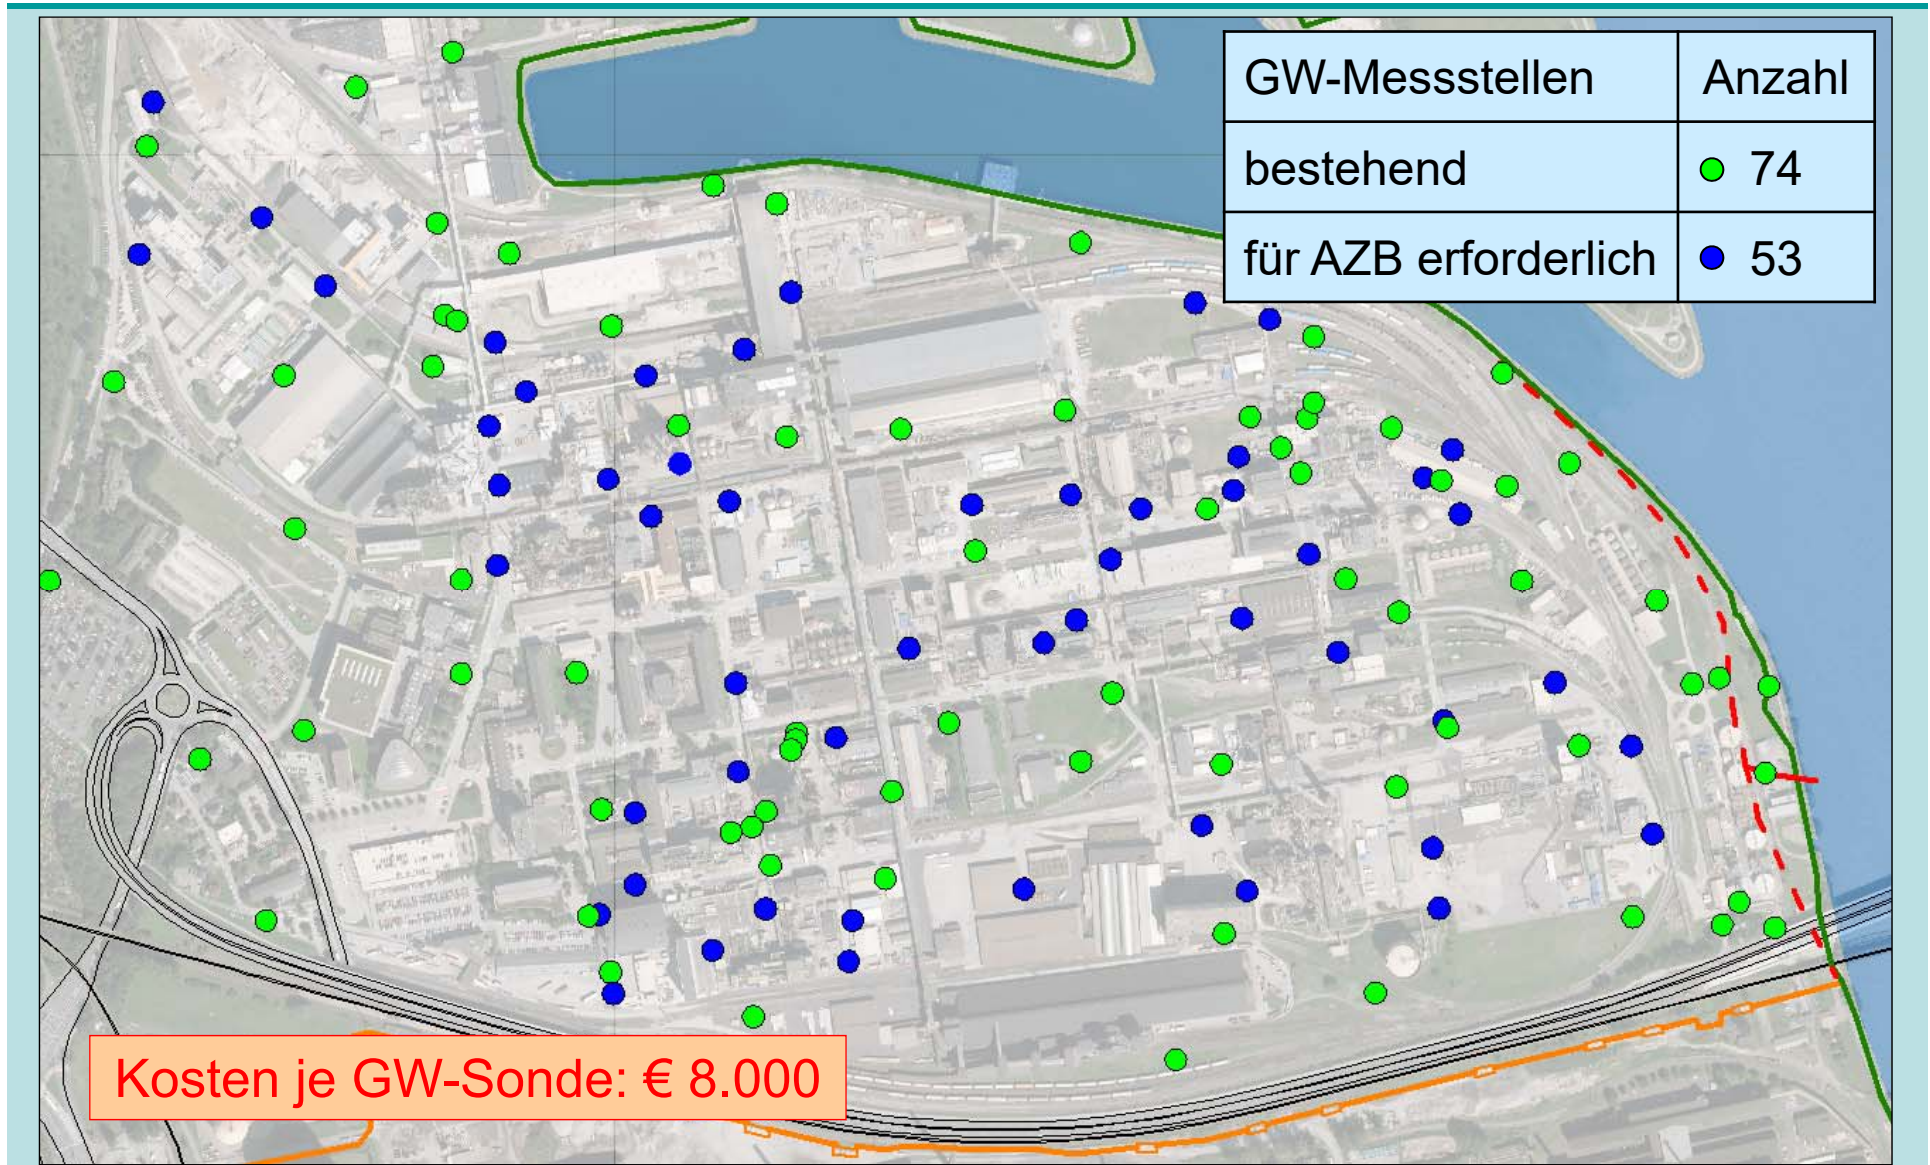 GW-Messstellen Anzahl
bestehend 74
für AZB erforderlich 53
Kosten je GW-Sonde: € 8.000